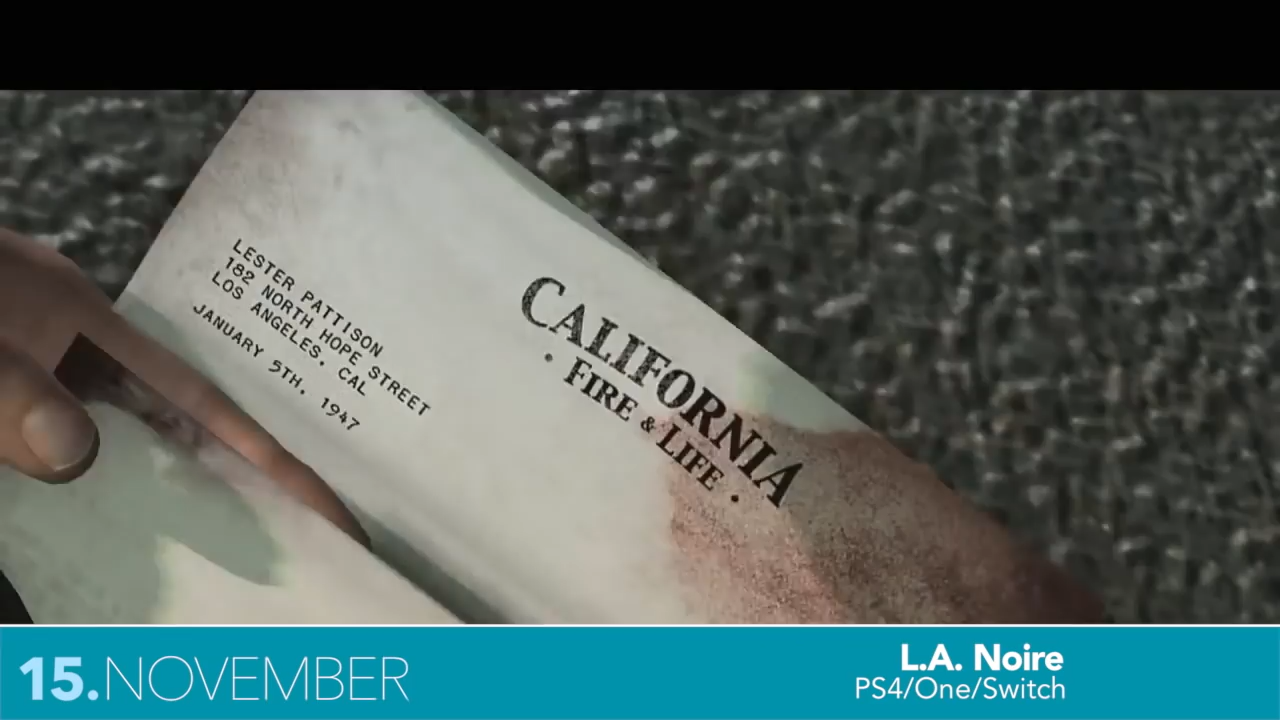 LESTER PATTISON
182 NORTH HOPE STREET
LOS ANGELES, CAL
JANUARY 5TH, 1947
CALIFORNIA
· FIRE & LIFE ·
15.NOVEMBER
L.A. Noire
PS4/One/Switch